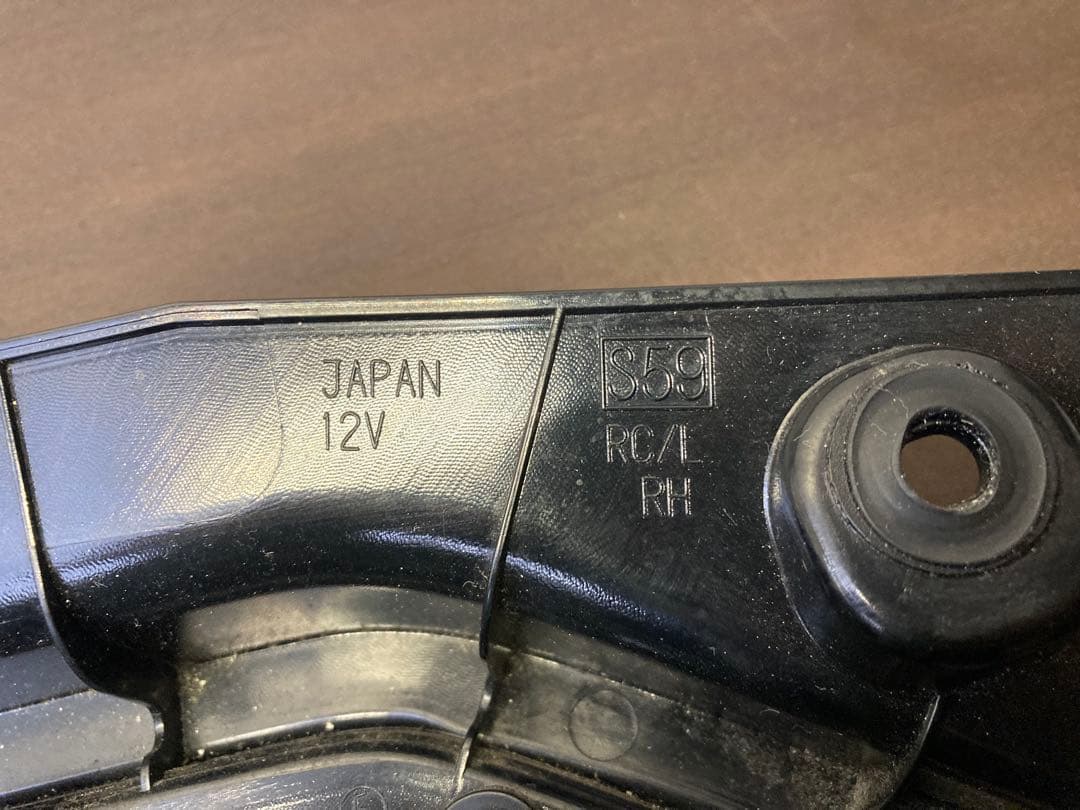 JAPAN
12V
S59
RC/L
RH